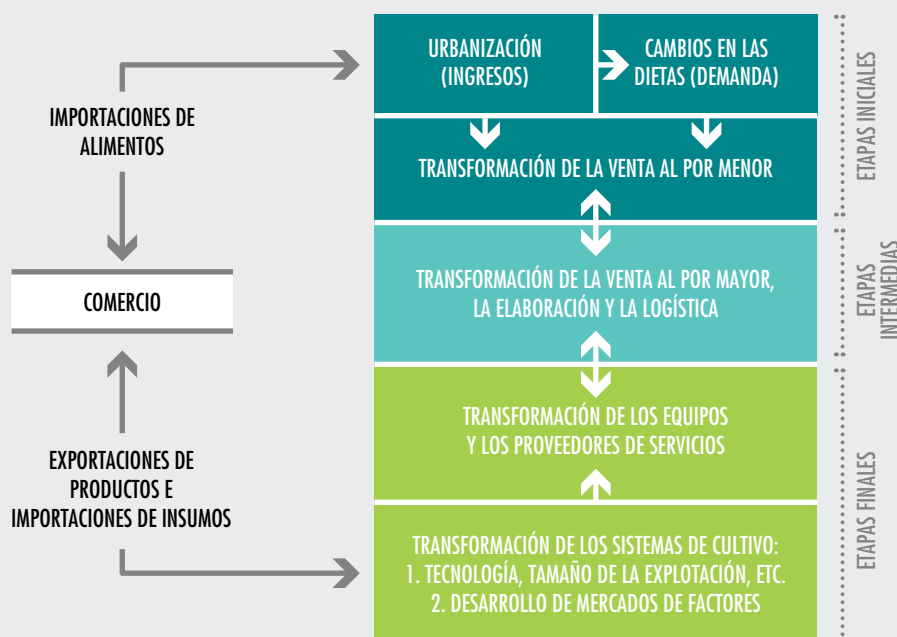 URBANIZACIÓN
(INGRESOS)
CAMBIOS EN LAS
DIETAS (DEMANDA)
IMPORTACIONES DE
ALIMENTOS
TRANSFORMACIÓN DE LA VENTA AL POR MENOR
ETAPAS INICIALES
COMERCIO
TRANSFORMACIÓN DE LA VENTA AL POR MAYOR,
LA ELABORACIÓN Y LA LOGÍSTICA
ETAPAS
INTERMEDIAS
TRANSFORMACIÓN DE LOS EQUIPOS
Y LOS PROVEEDORES DE SERVICIOS
EXPORTACIONES DE
PRODUCTOS E
IMPORTACIONES DE INSUMOS
TRANSFORMACIÓN DE LOS SISTEMAS DE CULTIVO:
1. TECNOLOGÍA, TAMAÑO DE LA EXPLOTACIÓN, ETC.
2. DESARROLLO DE MERCADOS DE FACTORES
ETAPAS FINALES